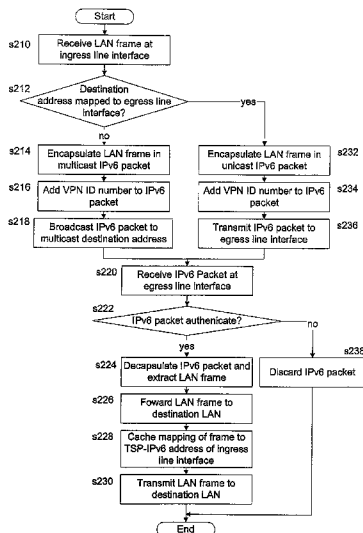 Start
s210
Receive LAN frame at
ingress line interface
s212
Destination
address mapped to egress line
interface?
yes
no
s214
Encapsulate LAN frame in
multicast IPv6 packet
s232
Encapsulate LAN frame in
unicast IPv6 packet
s216
Add VPN ID number to IPv6
packet
s234
Add VPN ID number to IPv6
packet
s218
Broadcast IPv6 packet to
multicast destination address
s236
Transmit IPv6 packet to
egress line interface
s220
Receive IPv6 Packet at
egress line interface
s222
IPv6 packet authenicate?
no
yes
s238
s224
Decapsulate IPv6 packet and
extract LAN frame
Discard IPv6 packet
s226
Foward LAN frame to
destination LAN
s228
Cache mapping of frame to
TSP-IPv6 address of ingress
line interface
s230
Transmit LAN frame to
destination LAN
End